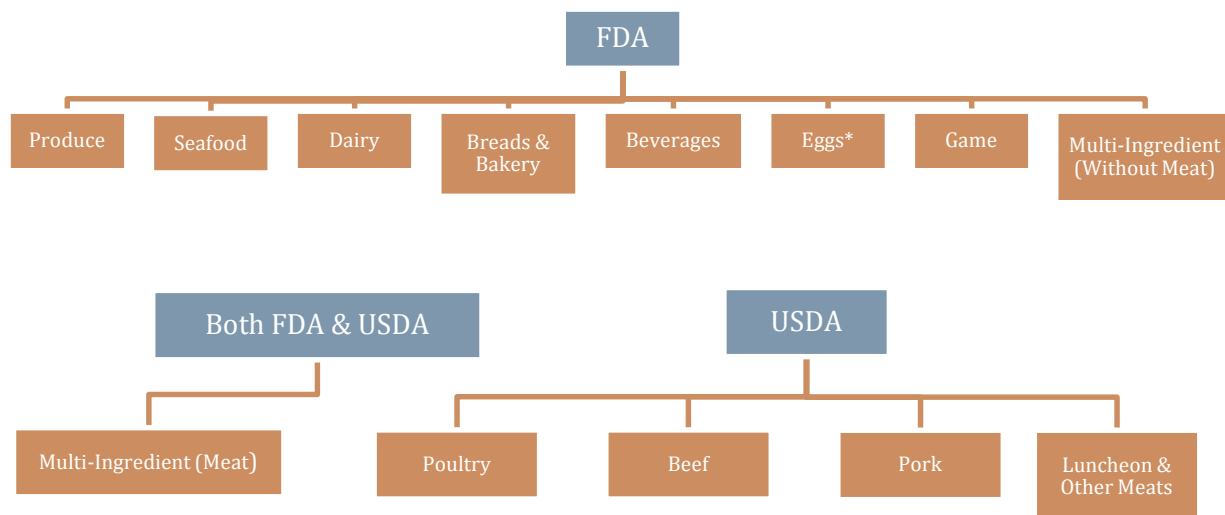 FDA
Produce
Seafood
Dairy
Breads &
Bakery
Beverages
Eggs*
Game
Multi-Ingredient
(Without Meat)
Both FDA & USDA
USDA
Multi-Ingredient (Meat)
Poultry
Beef
Pork
Luncheon &
Other Meats